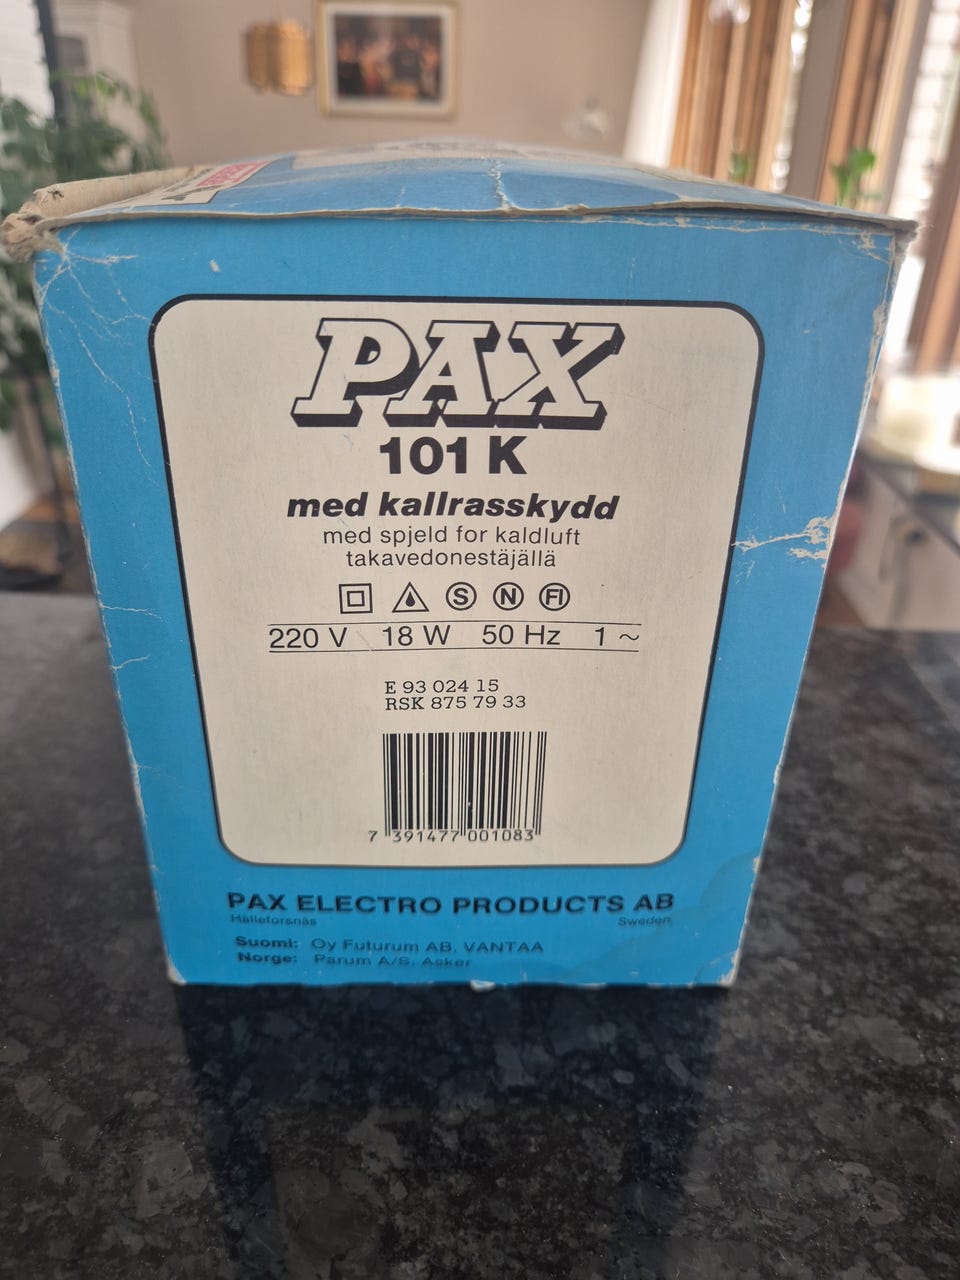 PAX
101 K
med kallrasskydd
med spjeld for kaldluft
takavedonestäjällä
S N FI
220 V 18 W 50 Hz 1 ~
E 93 024 15
RSK 875 79 33
7 391477 001083
PAX ELECTRO PRODUCTS AB
Hälleforsnäs Sweden
Suomi: Oy Futurum AB, VANTAA
Norge: Parum A/S, Asker